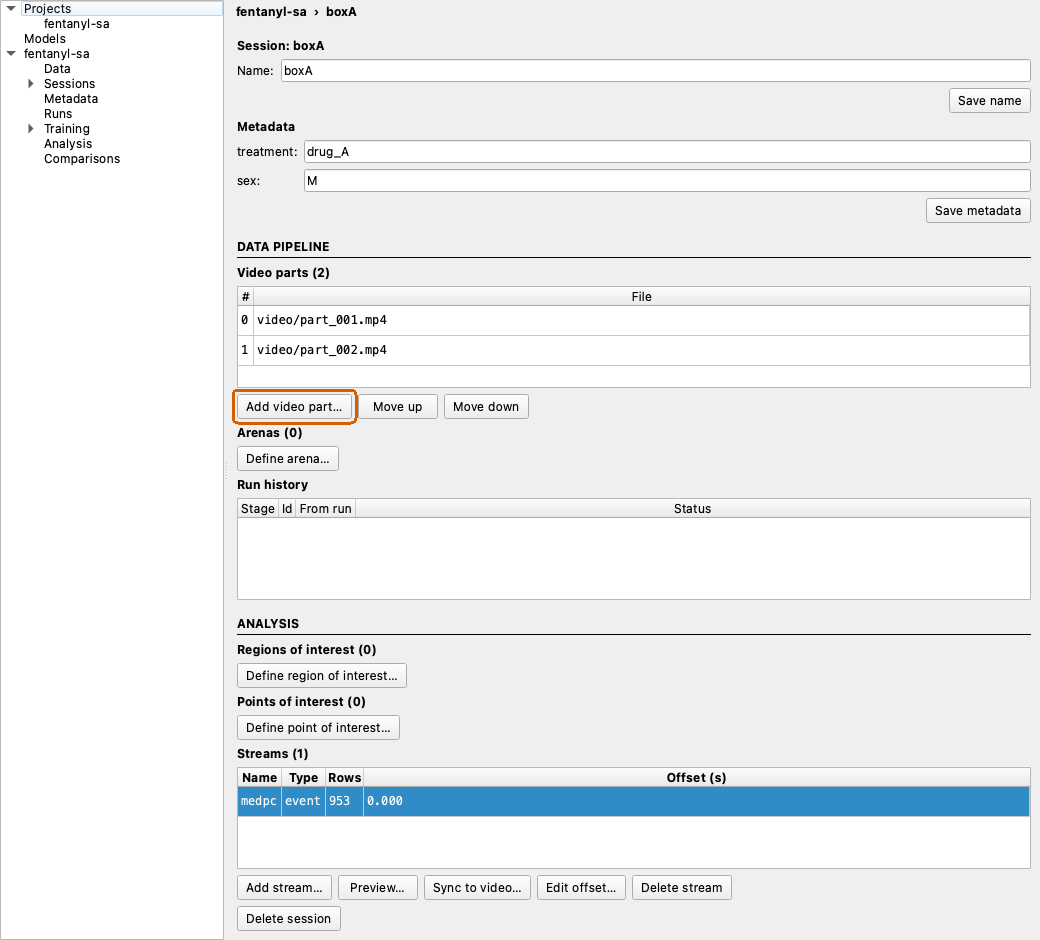 Projects
fentanyl-sa
Models
fentanyl-sa
Data
Sessions
Metadata
Runs
Training
Analysis
Comparisons
fentanyl-sa › boxA
Session: boxA
Name: boxA
Save name
Metadata
treatment: drug_A
sex: M
Save metadata
DATA PIPELINE
Video parts (2)
# File
0 video/part_001.mp4
1 video/part_002.mp4
Add video part... Move up Move down
Arenas (0)
Define arena...
Run history
Stage Id From run Status
ANALYSIS
Regions of interest (0)
Define region of interest...
Points of interest (0)
Define point of interest...
Streams (1)
Name Type Rows Offset (s)
medpc event 953 0.000
Add stream... Preview... Sync to video... Edit offset... Delete stream
Delete session